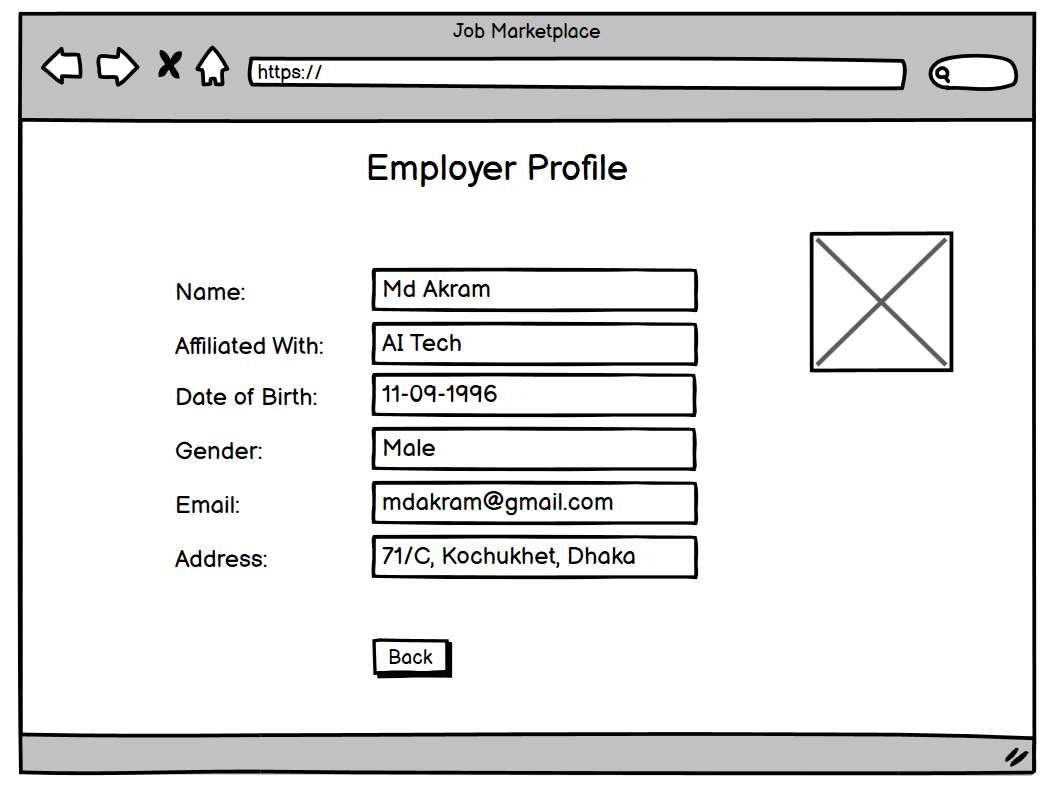 Job Marketplace
https://
Employer Profile
Name: Md Akram
Affiliated With: AI Tech
Date of Birth: 11-09-1996
Gender: Male
Email: mdakram@gmail.com
Address: 71/C, Kochukhet, Dhaka
Back